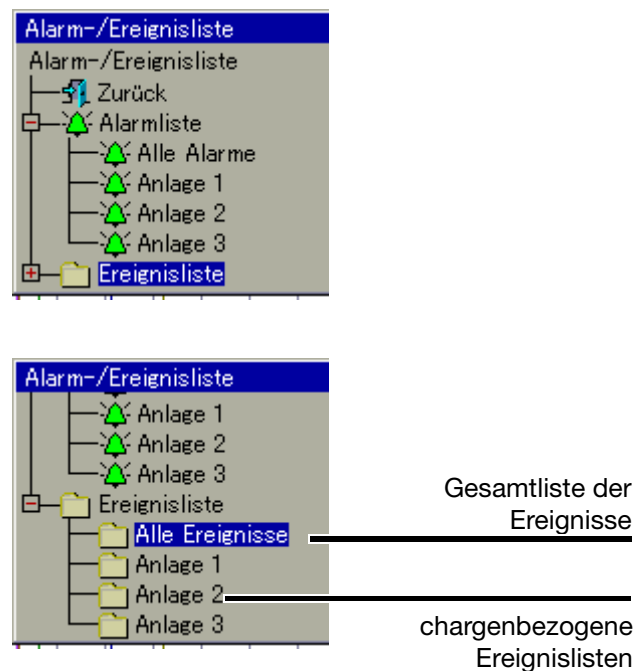 Alarm-/Ereignisliste
Alarm-/Ereignisliste
Zurück
Alarmliste
Alle Alarme
Anlage 1
Anlage 2
Anlage 3
Ereignisliste
Alarm-/Ereignisliste
Anlage 1
Anlage 2
Anlage 3
Ereignisliste
Alle Ereignisse
Anlage 1
Anlage 2
Anlage 3
Gesamtliste der
Ereignisse
chargenbezogene
Ereignislisten